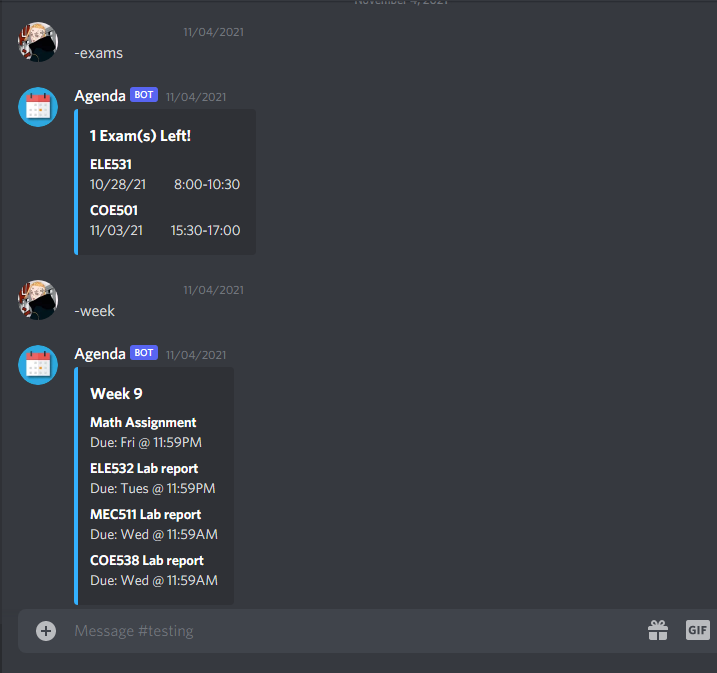 November 4, 2021
11/04/2021
-exams
Agenda BOT 11/04/2021
1 Exam(s) Left!
ELE531
10/28/21 8:00-10:30
COE501
11/03/21 15:30-17:00
11/04/2021
-week
Agenda BOT 11/04/2021
Week 9
Math Assignment
Due: Fri @ 11:59PM
ELE532 Lab report
Due: Tues @ 11:59PM
MEC511 Lab report
Due: Wed @ 11:59AM
COE538 Lab report
Due: Wed @ 11:59AM
Message #testing
GIF